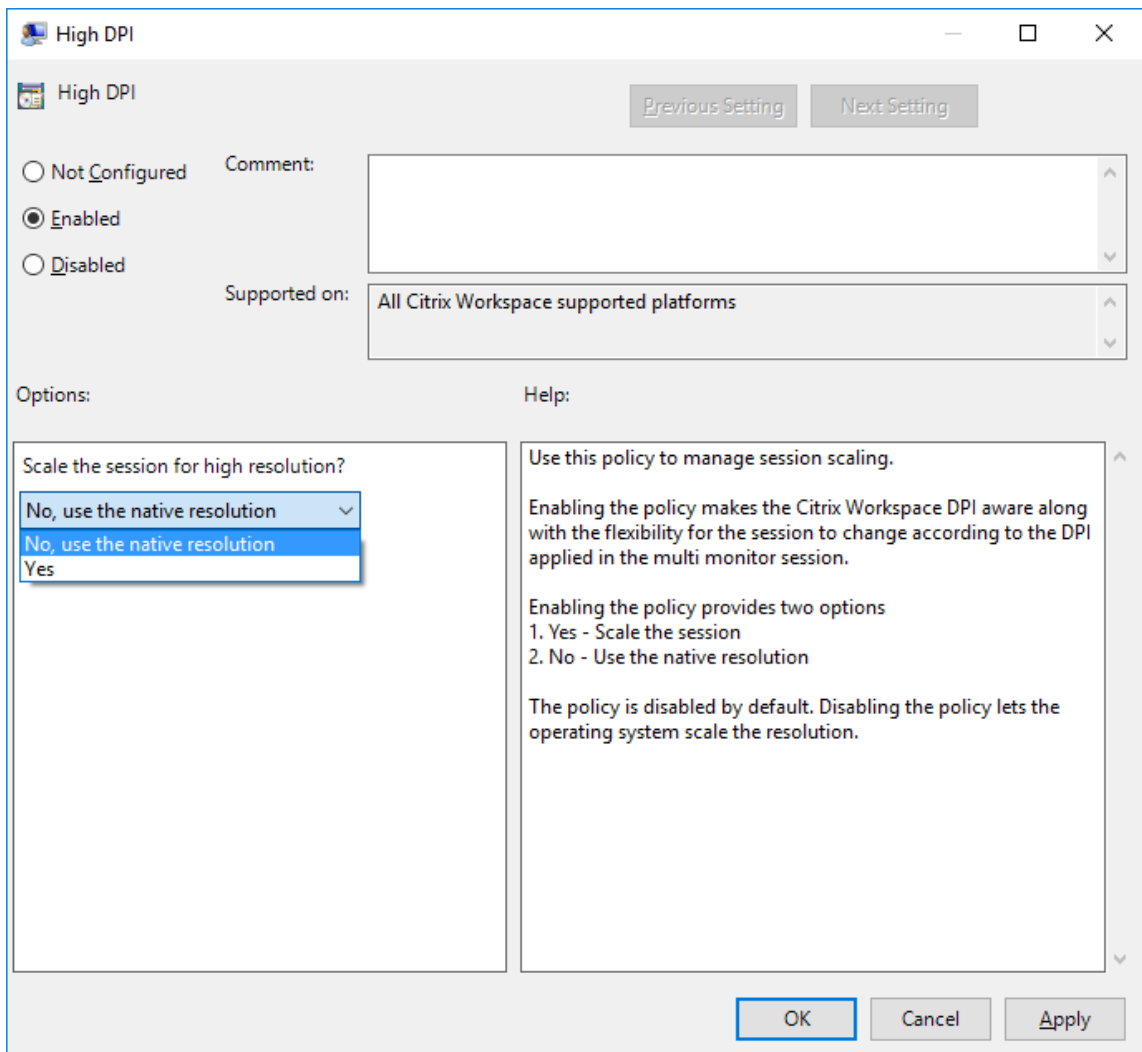 High DPI
High DPI
Previous Setting
Next Setting
Not Configured
Comment:
Enabled
Disabled
Supported on:
All Citrix Workspace supported platforms
Options:
Help:
Scale the session for high resolution?
No, use the native resolution
No, use the native resolution
Yes
Use this policy to manage session scaling.
Enabling the policy makes the Citrix Workspace DPI aware along
with the flexibility for the session to change according to the DPI
applied in the multi monitor session.
Enabling the policy provides two options
1. Yes - Scale the session
2. No - Use the native resolution
The policy is disabled by default. Disabling the policy lets the
operating system scale the resolution.
OK
Cancel
Apply